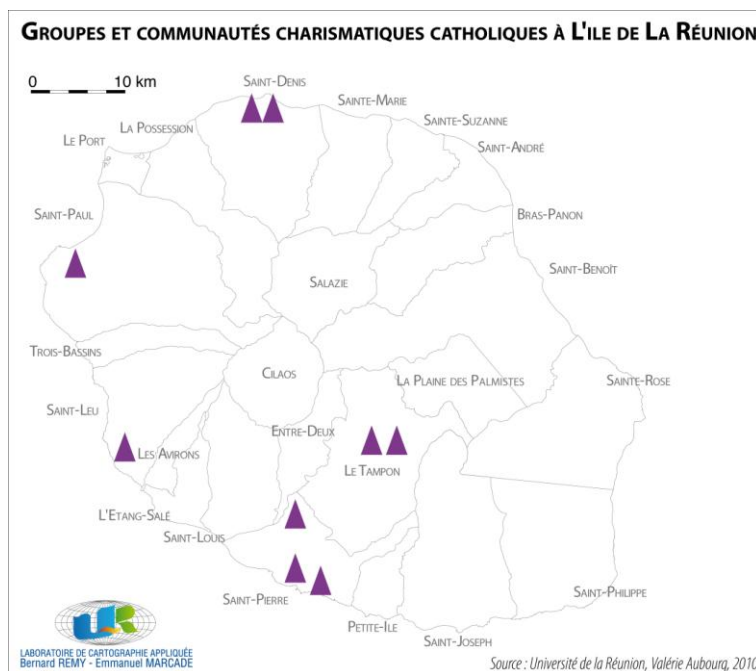 GROUPES ET COMMUNAUTÉS CHARISMATIQUES CATHOLIQUES À L'ILE DE LA RÉUNION
0 10 km
SAINT-DENIS
SAINTE-MARIE
SAINTE-SUZANNE
LA POSSESSION
LE PORT
SAINT-ANDRÉ
SAINT-PAUL
BRAS-PANON
SAINT-BENOÎT
SALAZIE
TROIS-BASSINS
CILAOS
LA PLAINE DES PALMISTES
SAINTE-ROSE
SAINT-LEU
ENTRE-DEUX
LES AVIRONS
LE TAMPON
L'ETANG-SALÉ
SAINT-LOUIS
SAINT-PHILIPPE
SAINT-PIERRE
PETITE-ILE
SAINT-JOSEPH
UR
LABORATOIRE DE CARTOGRAPHIE APPLIQUÉE
Bernard REMY - Emmanuel MARCADE
Source : Université de la Réunion, Valérie Aubourg,